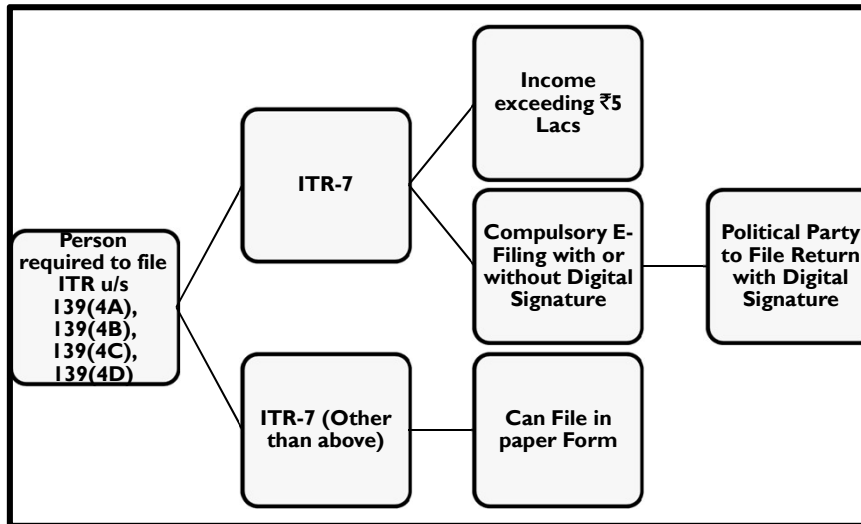 Person
required to file
ITR u/s
139(4A),
139(4B),
139(4C),
139(4D)
ITR-7
Income
exceeding ₹5
Lacs
Compulsory E-
Filing with or
without Digital
Signature
Political Party
to File Return
with Digital
Signature
ITR-7 (Other
than above)
Can File in
paper Form